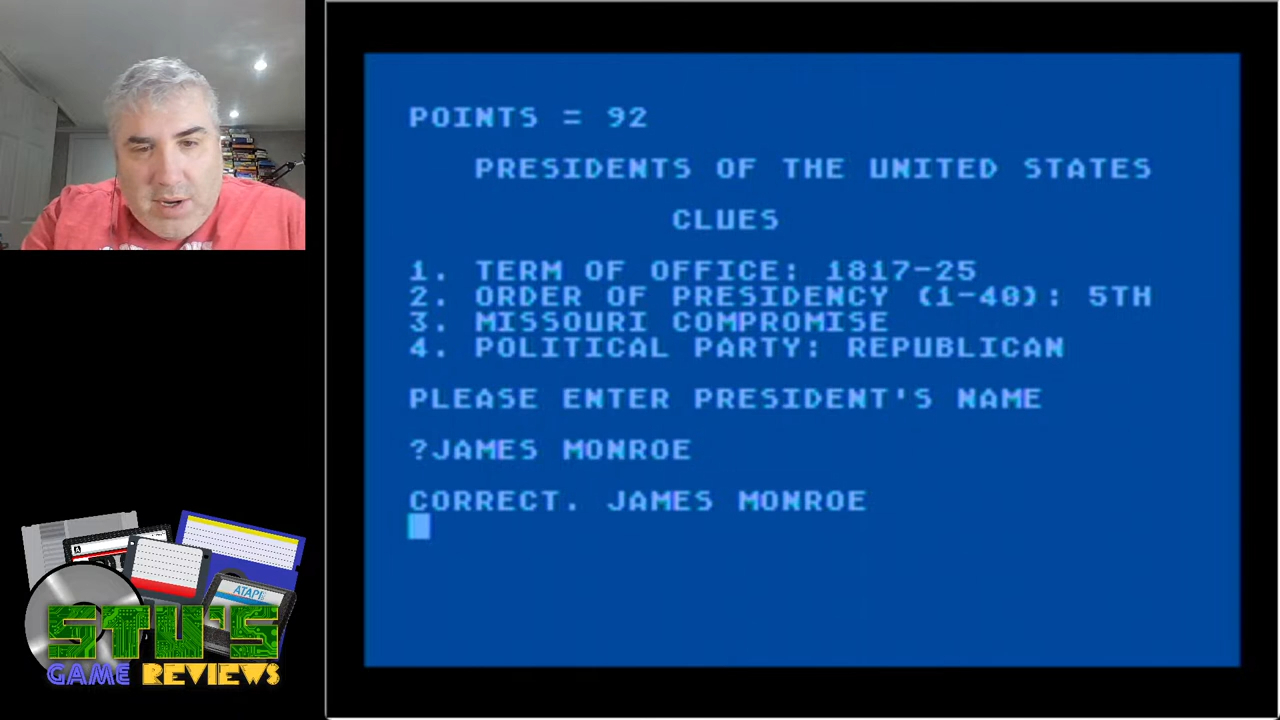 POINTS = 92
PRESIDENTS OF THE UNITED STATES
CLUES
1. TERM OF OFFICE: 1817-25
2. ORDER OF PRESIDENCY (1-40): 5TH
3. MISSOURI COMPROMISE
4. POLITICAL PARTY: REPUBLICAN
PLEASE ENTER PRESIDENT'S NAME
?JAMES MONROE
CORRECT. JAMES MONROE
A
ATARI
STU'S
GAME REVIEWS